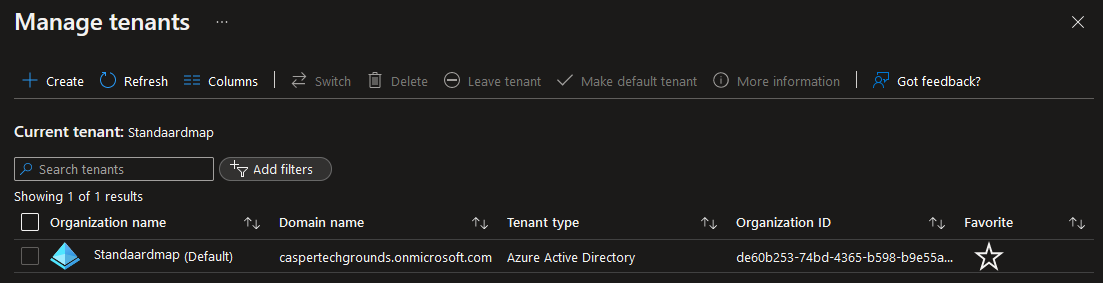 Manage tenants ...
Create Refresh Columns Switch Delete Leave tenant Make default tenant More information Got feedback?
Current tenant: Standaardmap
Search tenants Add filters
Showing 1 of 1 results
Organization name Domain name Tenant type Organization ID Favorite
Standaardmap (Default) caspertechgrounds.onmicrosoft.com Azure Active Directory de60b253-74bd-4365-b598-b9e55a...